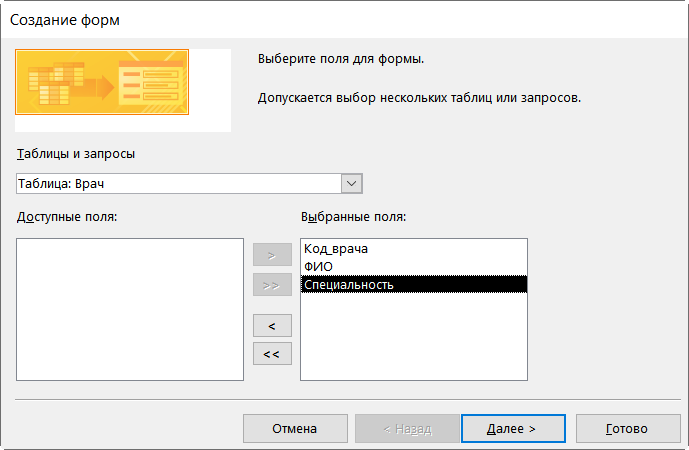 Создание форм
Выберите поля для формы.
Допускается выбор нескольких таблиц или запросов.
Таблицы и запросы
Таблица: Врач
Доступные поля:
Выбранные поля:
Код_врача
ФИО
Специальность
>
>>
<
<<
Отмена
< Назад
Далее >
Готово